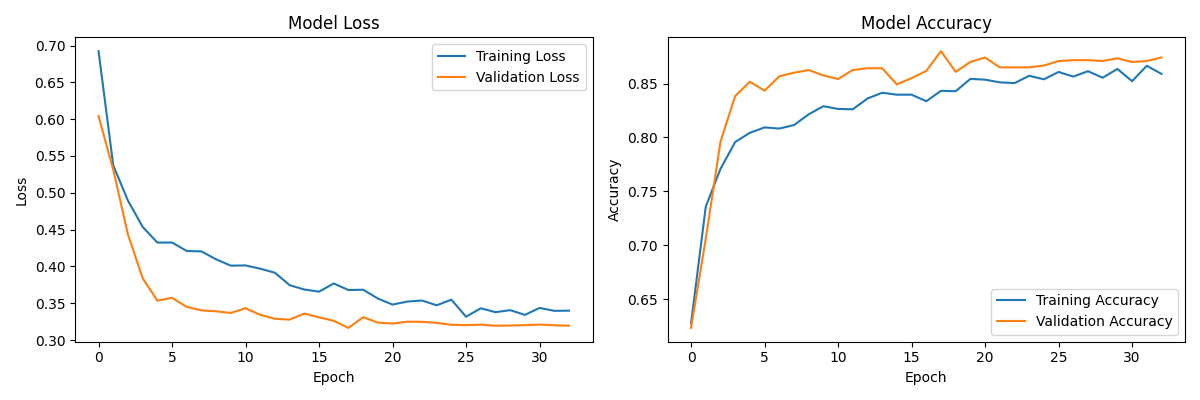 Model Loss
Loss
0.70
0.65
0.60
0.55
0.50
0.45
0.40
0.35
0.30
Training Loss
Validation Loss
0 5 10 15 20 25 30
Epoch
Model Accuracy
Accuracy
0.85
0.80
0.75
0.70
0.65
Training Accuracy
Validation Accuracy
0 5 10 15 20 25 30
Epoch